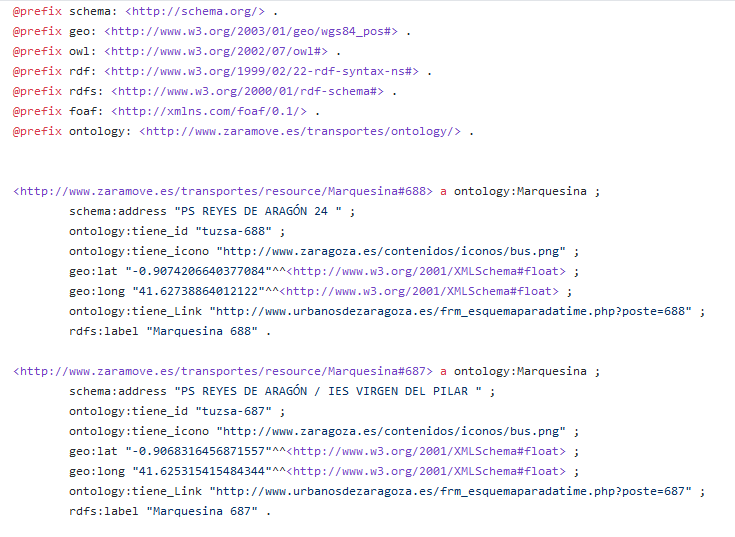 @prefix schema: <http://schema.org/> .
@prefix geo: <http://www.w3.org/2003/01/geo/wgs84_pos#> .
@prefix owl: <http://www.w3.org/2002/07/owl#> .
@prefix rdf: <http://www.w3.org/1999/02/22-rdf-syntax-ns#> .
@prefix rdfs: <http://www.w3.org/2000/01/rdf-schema#> .
@prefix foaf: <http://xmlns.com/foaf/0.1/> .
@prefix ontology: <http://www.zaramove.es/transportes/ontology/> .
<http://www.zaramove.es/transportes/resource/Marquesina#688> a ontology:Marquesina ;
schema:address "PS REYES DE ARAGÓN 24 " ;
ontology:tiene_id "tuzsa-688" ;
ontology:tiene_icono "http://www.zaragoza.es/contenidos/iconos/bus.png" ;
geo:lat "-0.9074206640377084"^^<http://www.w3.org/2001/XMLSchema#float> ;
geo:long "41.62738864012122"^^<http://www.w3.org/2001/XMLSchema#float> ;
ontology:tiene_Link "http://www.urbanosdezaragoza.es/frm_esquemaparadatime.php?poste=688" ;
rdfs:label "Marquesina 688" .
<http://www.zaramove.es/transportes/resource/Marquesina#687> a ontology:Marquesina ;
schema:address "PS REYES DE ARAGÓN / IES VIRGEN DEL PILAR " ;
ontology:tiene_id "tuzsa-687" ;
ontology:tiene_icono "http://www.zaragoza.es/contenidos/iconos/bus.png" ;
geo:lat "-0.9068316456871557"^^<http://www.w3.org/2001/XMLSchema#float> ;
geo:long "41.625315415484344"^^<http://www.w3.org/2001/XMLSchema#float> ;
ontology:tiene_Link "http://www.urbanosdezaragoza.es/frm_esquemaparadatime.php?poste=687" ;
rdfs:label "Marquesina 687" .